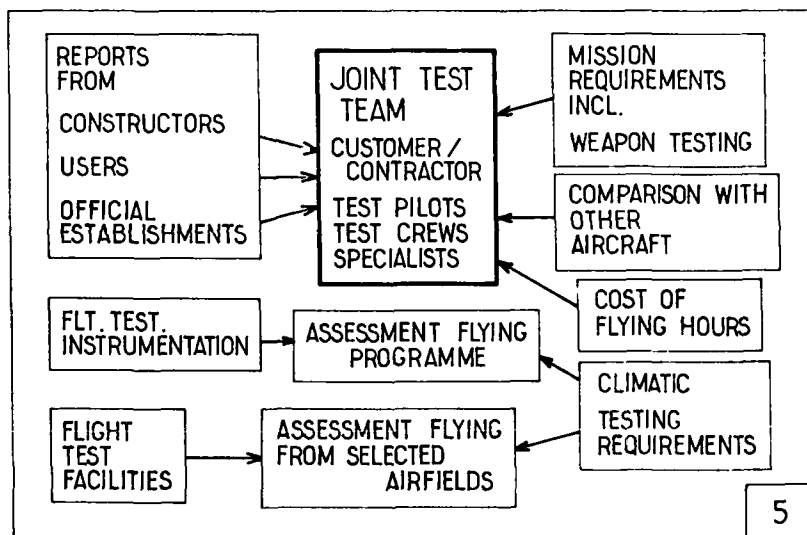 REPORTS
FROM
CONSTRUCTORS
USERS
OFFICIAL
ESTABLISHMENTS
JOINT TEST
TEAM
CUSTOMER /
CONTRACTOR
TEST PILOTS
TEST CREWS
SPECIALISTS
MISSION
REQUIREMENTS
INCL.
WEAPON TESTING
COMPARISON WITH
OTHER
AIRCRAFT
COST OF
FLYING HOURS
FLT. TEST.
INSTRUMENTATION
ASSESSMENT FLYING
PROGRAMME
CLIMATIC
TESTING
REQUIREMENTS
FLIGHT
TEST
FACILITIES
ASSESSMENT FLYING
FROM SELECTED
AIRFIELDS
5